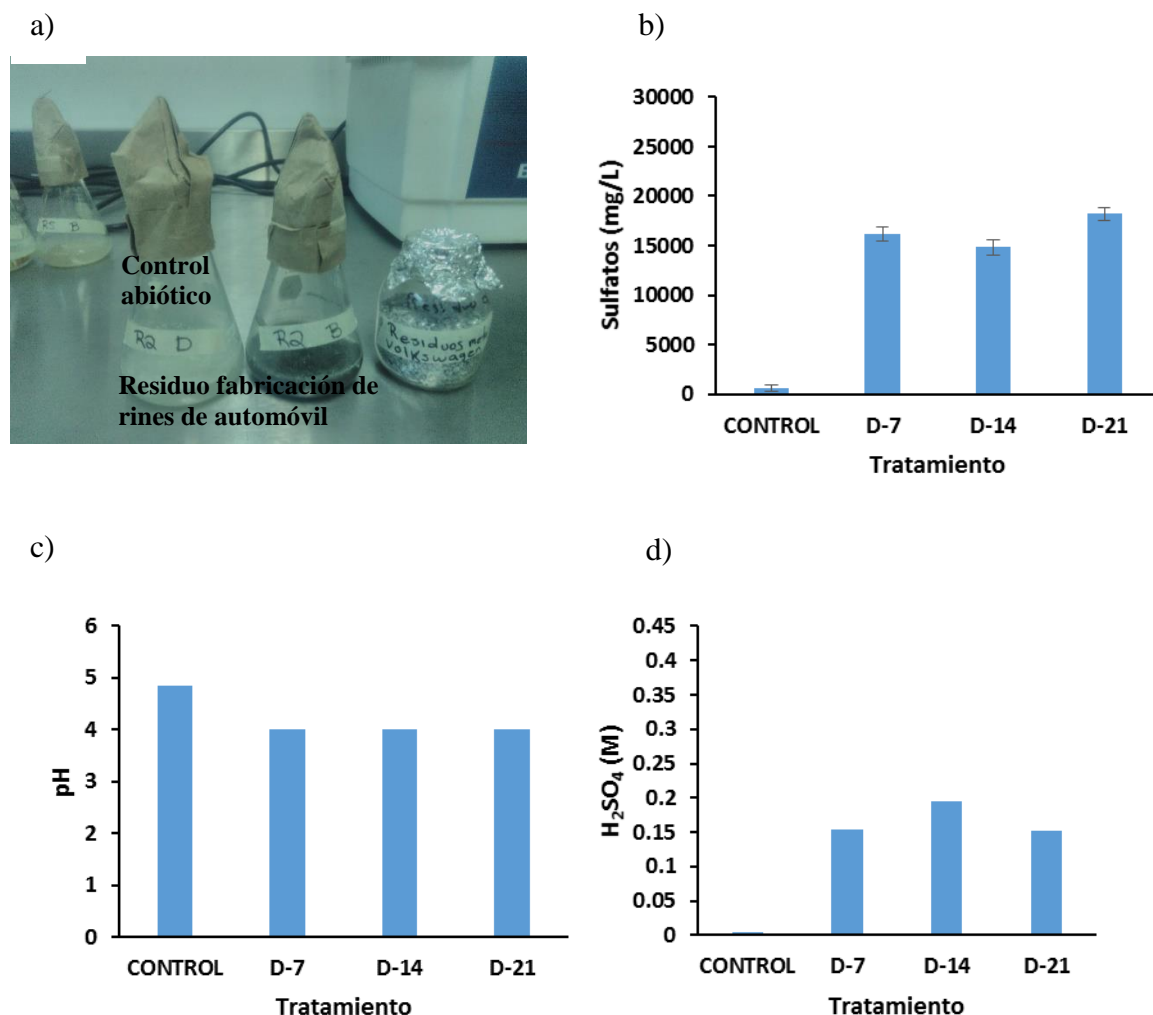 a)
Control
abiótico
R2 D
R2 B
R5 B
Residuos
Volkswagen
Residuo fabricación de
rines de automóvil
b)
30000
25000
20000
15000
10000
5000
0
Sulfatos (mg/L)
CONTROL D-7 D-14 D-21
Tratamiento
c)
6
5
4
3
2
1
0
pH
CONTROL D-7 D-14 D-21
Tratamiento
d)
0.45
0.4
0.35
0.3
0.25
0.2
0.15
0.1
0.05
0
H₂SO₄ (M)
CONTROL D-7 D-14 D-21
Tratamiento